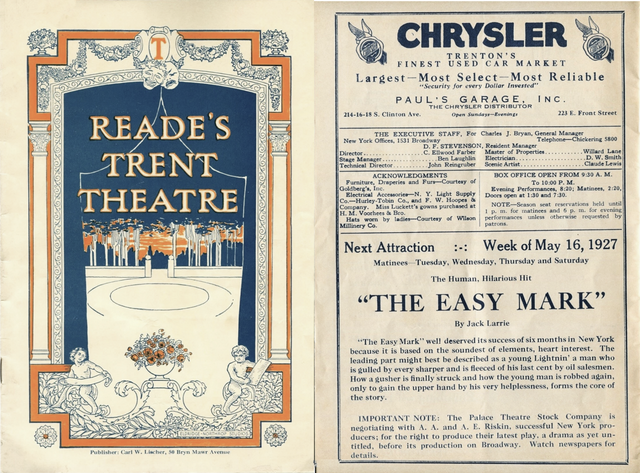 T
READE'S
TRENT
THEATRE
Publisher: Carl W. Lischer, 80 Bryn Mawr Avenue
CHRYSLER
TRENTON'S
FINEST USED CAR MARKET
Largest—Most Select—Most Reliable
"Security for every Dollar Invested"
PAUL'S GARAGE, INC.
THE CHRYSLER DISTRIBUTOR
214-16-18 S. Clinton Ave. Open Sundays—Evenings 223 E. Front Street
THE EXECUTIVE STAFF, For Charles J. Bryan, General Manager
New York Offices, 1531 Broadway Telephone—Chickering 5800
D. F. STEVENSON, Resident Manager
Director C. Ellwood Farber
Stage Manager Ben Laughlin
Technical Director John Reingruber
Master of Properties Willard Lane
Electrician D. W. Smith
Scenic Artist Claude Lewis
ACKNOWLEDGMENTS
Furniture, Draperies and Furs—Courtesy of
Goldberg's, Inc.
Electrical Accessories—N. Y. Light Supply
Co.—Hurley-Tobin Co., and F. W. Hoopes &
Company. Miss Luckett's gowns purchased at
H. M. Voorhees & Bro.
Hats worn by ladies—Courtesy of Wilson
Millinery Co.
BOX OFFICE OPEN FROM 9:30 A. M.
To 10:00 P. M.
Evening Performances, 8:20; Matinees, 2:20,
Doors open at 1:30 and 7:30.
NOTE—Season seat reservations held until
1 p. m. for matinees and 6 p. m. for evening
performances unless otherwise requested by
patrons.
Next Attraction :-: Week of May 16, 1927
Matinees—Tuesday, Wednesday, Thursday and Saturday
The Human, Hilarious Hit
"THE EASY MARK"
By Jack Larrie
"The Easy Mark" well deserved its success of six months in New York
because it is based on the soundest of elements, heart interest. The
leading part might best be described as a young Lightnin' a man who
is gulled by every sharper and is fleeced of his last cent by oil salesmen.
How a gusher is finally struck and how the young man is robbed again,
only to gain the upper hand by his very helplessness, forms the core of
the story.
IMPORTANT NOTE: The Palace Theatre Stock Company is
negotiating with A. A. and A. E. Riskin, successful New York pro-
ducers; for the right to produce their latest play, a drama as yet un-
titled, before its production on Broadway. Watch newspapers for
details.